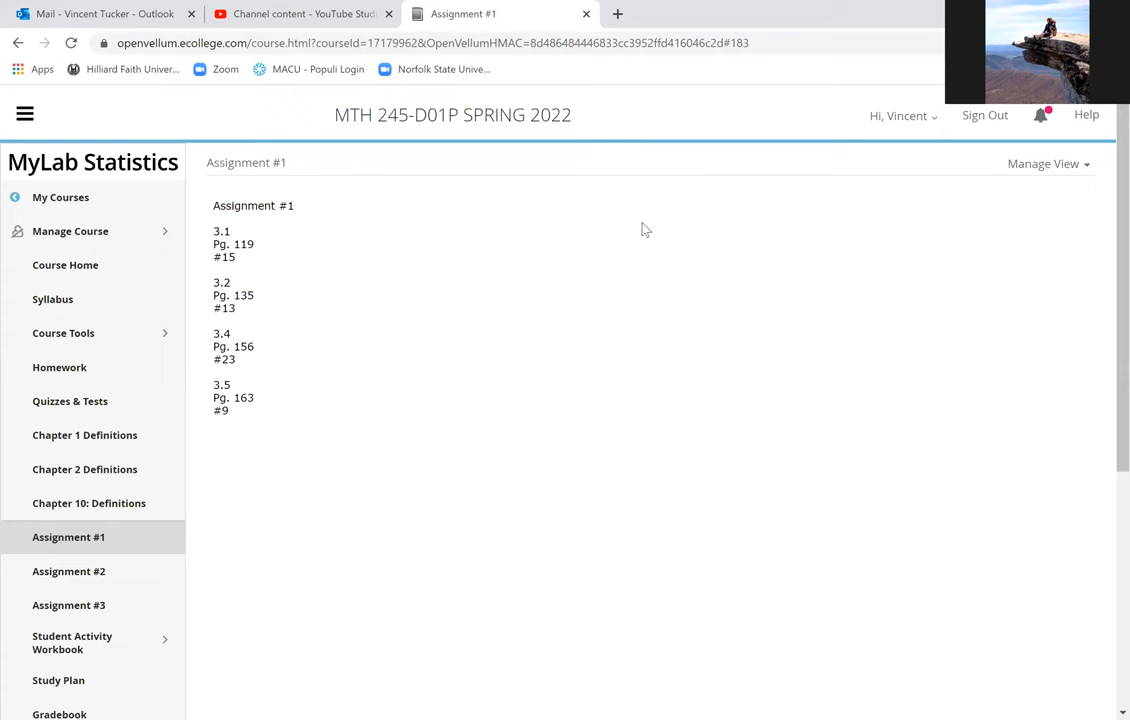 Mail - Vincent Tucker - Outlook
Channel content - YouTube Stud
Assignment #1
openvellum.ecollege.com/course.html?courseId=17179962&OpenVellumHMAC=8d486484446833cc3952ffd416046c2d#183
Apps
Hilliard Faith Univer...
Zoom
MACU - Populi Login
Norfolk State Unive...
MTH 245-D01P SPRING 2022
Hi, Vincent
Sign Out
Help
MyLab Statistics
My Courses
Manage Course
Course Home
Syllabus
Course Tools
Homework
Quizzes & Tests
Chapter 1 Definitions
Chapter 2 Definitions
Chapter 10: Definitions
Assignment #1
Assignment #2
Assignment #3
Student Activity
Workbook
Study Plan
Gradebook
Assignment #1
Manage View
Assignment #1
3.1
Pg. 119
#15
3.2
Pg. 135
#13
3.4
Pg. 156
#23
3.5
Pg. 163
#9